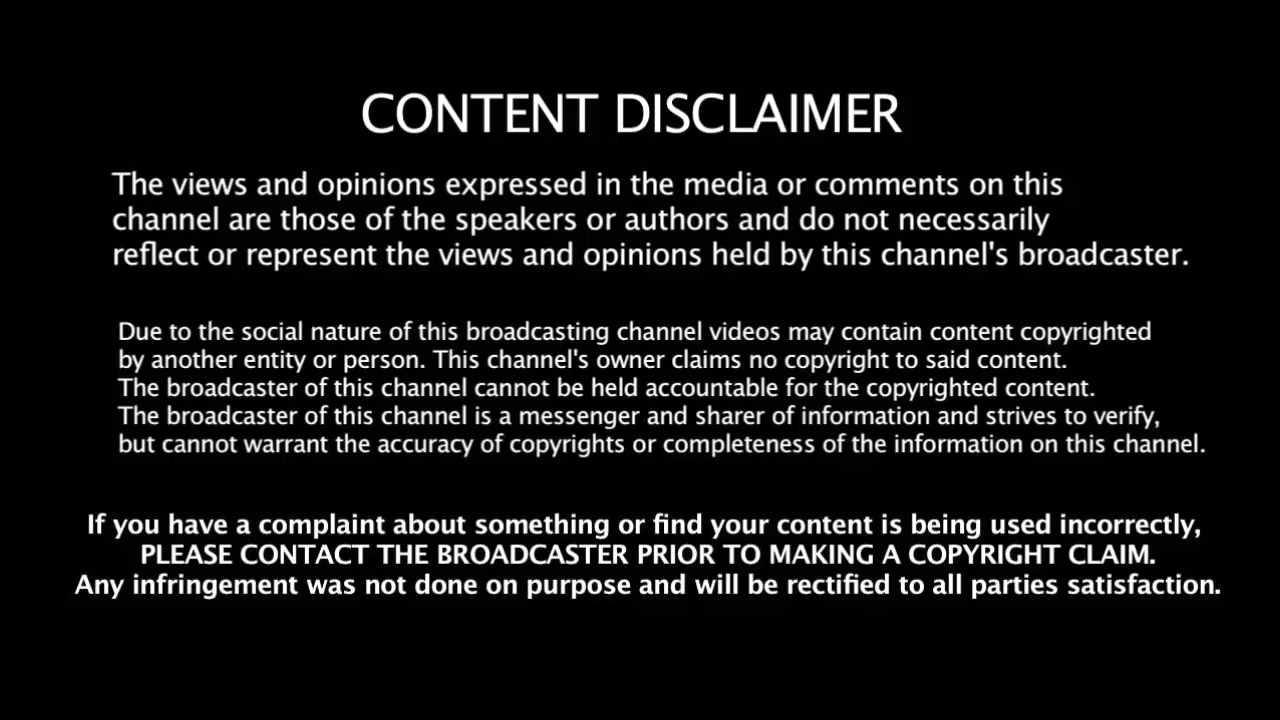 CONTENT DISCLAIMER
The views and opinions expressed in the media or comments on this
channel are those of the speakers or authors and do not necessarily
reflect or represent the views and opinions held by this channel's broadcaster.
Due to the social nature of this broadcasting channel videos may contain content copyrighted
by another entity or person. This channel's owner claims no copyright to said content.
The broadcaster of this channel cannot be held accountable for the copyrighted content.
The broadcaster of this channel is a messenger and sharer of information and strives to verify,
but cannot warrant the accuracy of copyrights or completeness of the information on this channel.
If you have a complaint about something or find your content is being used incorrectly,
PLEASE CONTACT THE BROADCASTER PRIOR TO MAKING A COPYRIGHT CLAIM.
Any infringement was not done on purpose and will be rectified to all parties satisfaction.